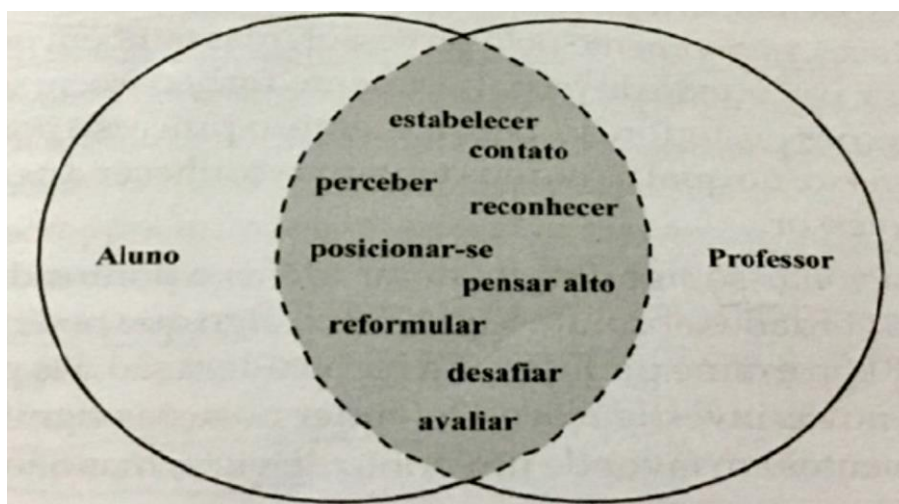 estabelecer
contato
perceber
reconhecer
Aluno
posicionar-se
Professor
pensar alto
reformular
desafiar
avaliar